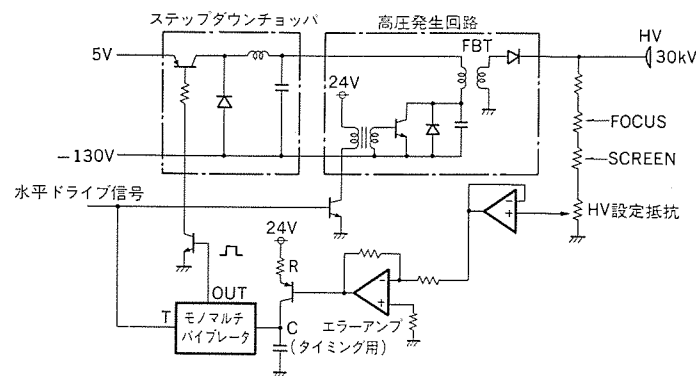 ステップダウンチョッパ
高圧発生回路
HV
5V
FBT
30kV
24V
FOCUS
SCREEN
-130V
水平ドライブ信号
HV設定抵抗
24V
R
OUT
T
モノマルチ
バイブレータ
C
(タイミング用)
エラーアンプ